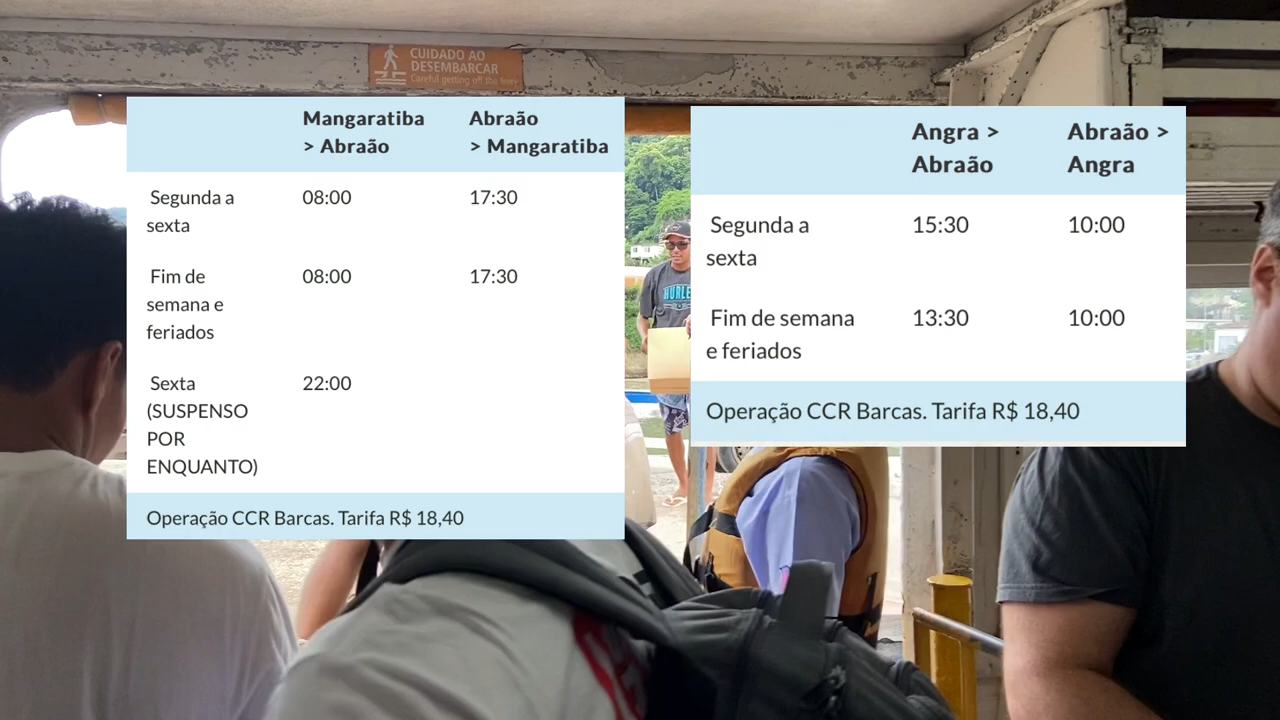 CUIDADO AO
DESEMBARCAR
Careful getting off the ferry
Mangaratiba
> Abraão
Abraão
> Mangaratiba
Segunda a
sexta
08:00
17:30
Fim de
semana e
feriados
08:00
17:30
Sexta
(SUSPENSO
POR
ENQUANTO)
22:00
Operação CCR Barcas. Tarifa R$ 18,40
Angra >
Abraão
Abraão >
Angra
Segunda a
sexta
15:30
10:00
Fim de semana
e feriados
13:30
10:00
Operação CCR Barcas. Tarifa R$ 18,40
HURLE